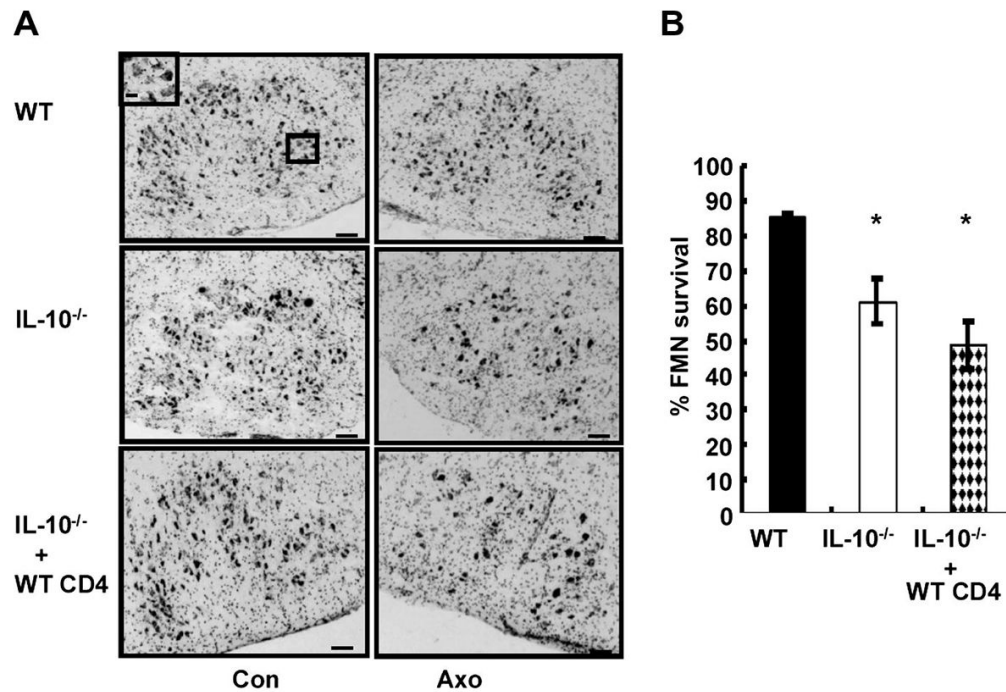 A
B
WT
IL-10-/-
IL-10-/-
+
WT CD4
Con
Axo
% FMN survival
100
90
80
70
60
50
40
30
20
10
0
*
*
WT
IL-10-/-
IL-10-/-
+
WT CD4